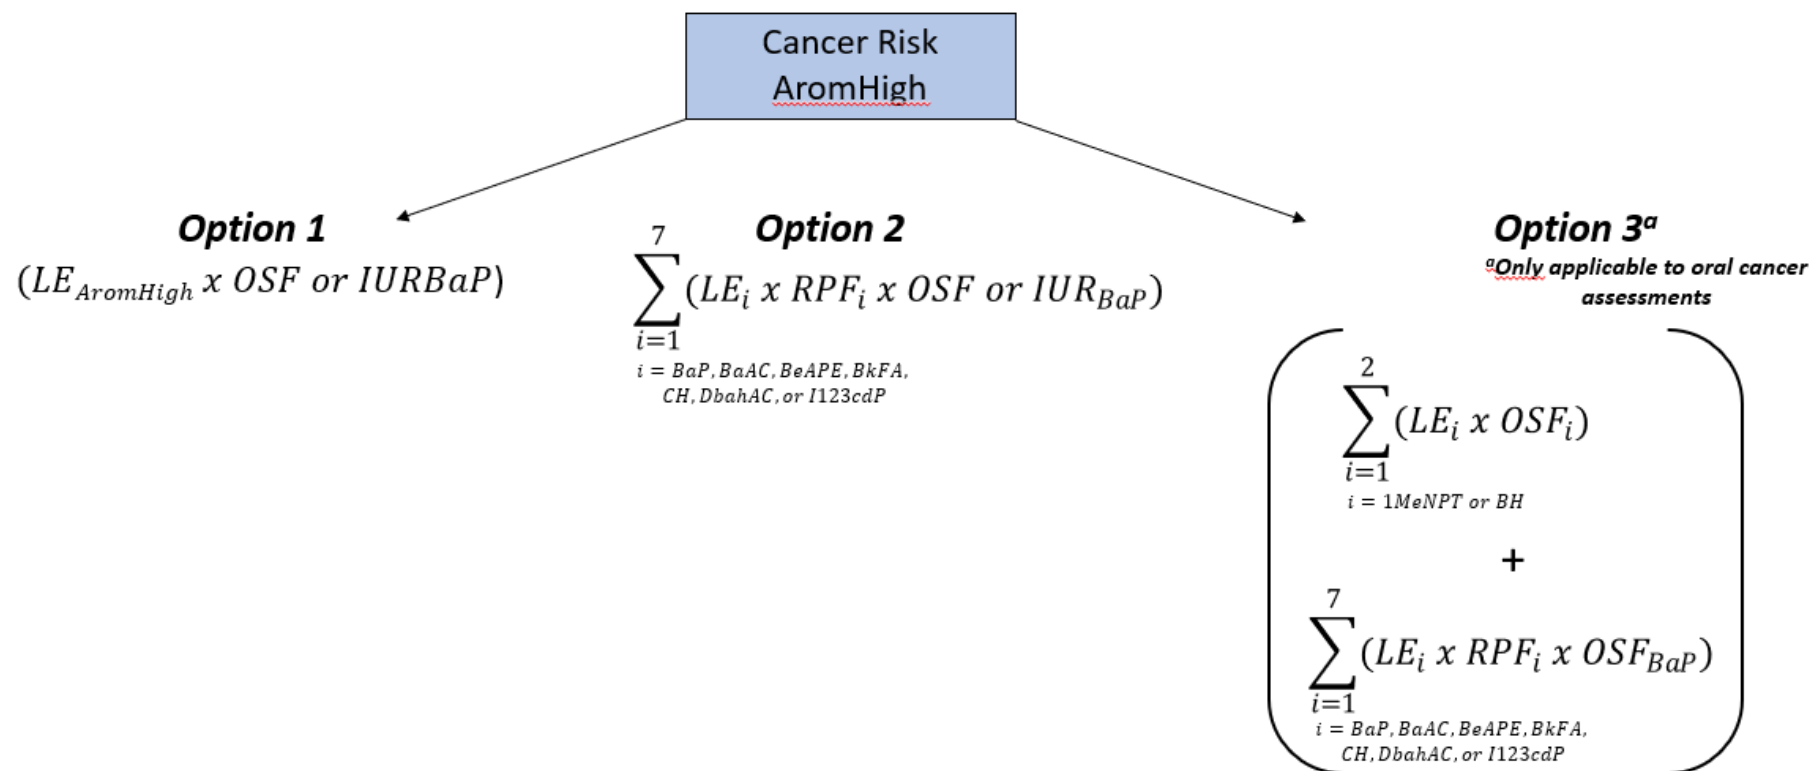 Cancer Risk
AromHigh
Option 1
(LE_AromHigh x OSF or IURBaP)
Option 2
7
∑(LE_i x RPF_i x OSF or IUR_BaP)
i=1
i = BaP, BaAC, BeAPE, BkFA,
CH, DbahAC, or I123cdP
Option 3^a
^aOnly applicable to oral cancer
assessments
2
∑(LE_i x OSF_i)
i=1
i = 1MeNPT or BH
+
7
∑(LE_i x RPF_i x OSF_BaP)
i=1
i = BaP, BaAC, BeAPE, BkFA,
CH, DbahAC, or I123cdP